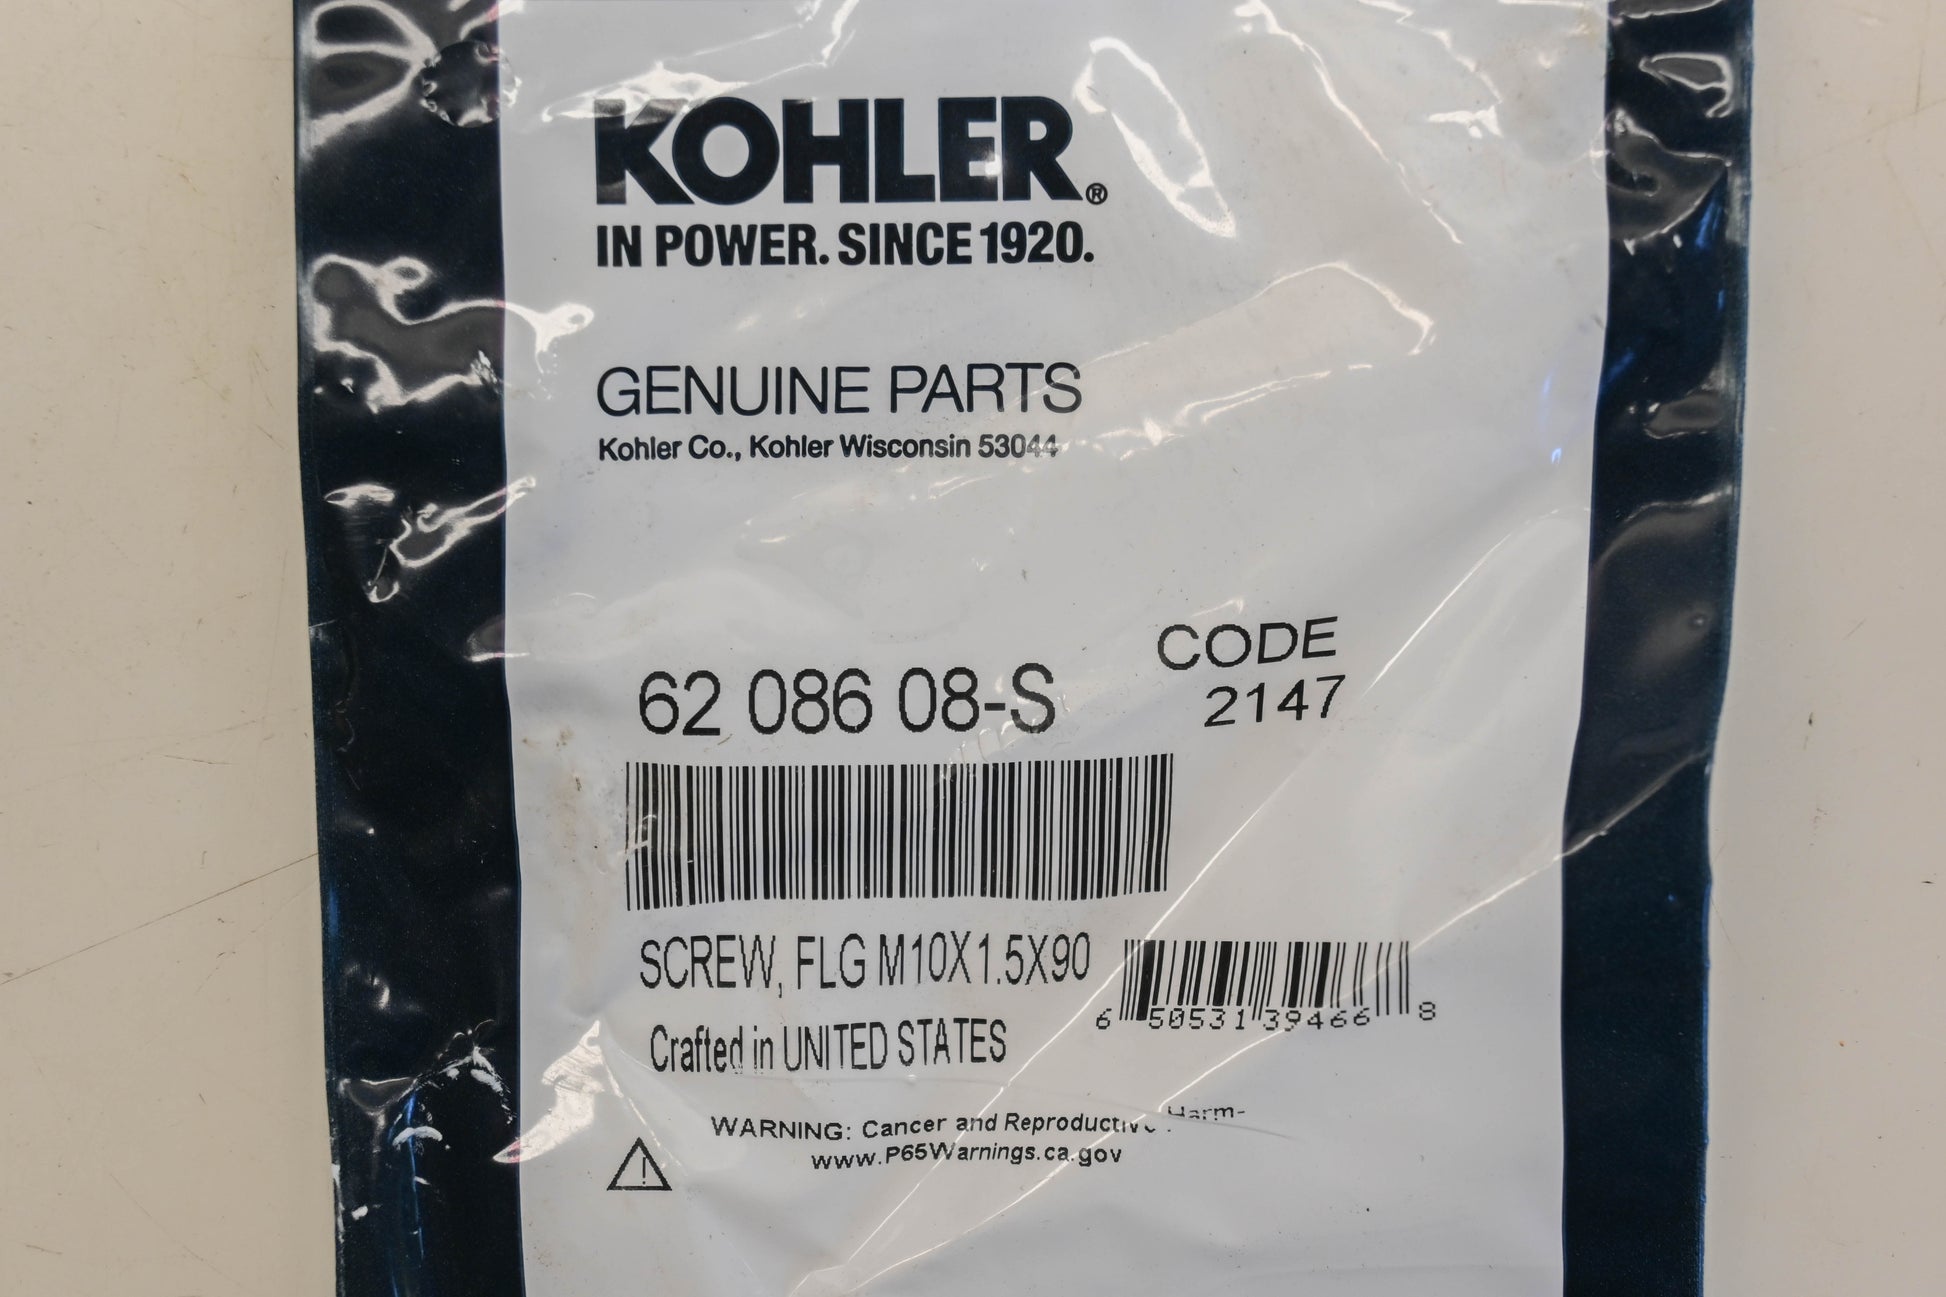 KOHLER®
IN POWER. SINCE 1920.
GENUINE PARTS
Kohler Co., Kohler Wisconsin 53044
62 086 08-S
CODE
2147
SCREW, FLG M10X1.5X90
6 50531 39466 8
Crafted in UNITED STATES
WARNING: Cancer and Reproductive Harm-
www.P65Warnings.ca.gov